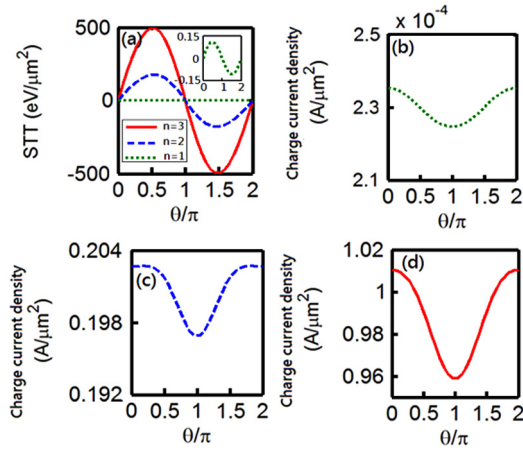 (a)
STT (eV/μm²)
500
0
-500
0.15
0
-0.15
0 1 2
n=3
n=2
n=1
0 0.5 1 1.5 2
θ/π
(b)
x 10⁻⁴
Charge current density
(A/μm²)
2.5
2.3
2.1
0 0.5 1 1.5 2
θ/π
(c)
Charge current density
(A/μm²)
0.204
0.198
0.192
0 0.5 1 1.5 2
θ/π
(d)
Charge current density
(A/μm²)
1.02
1
0.98
0.96
0 0.5 1 1.5 2
θ/π